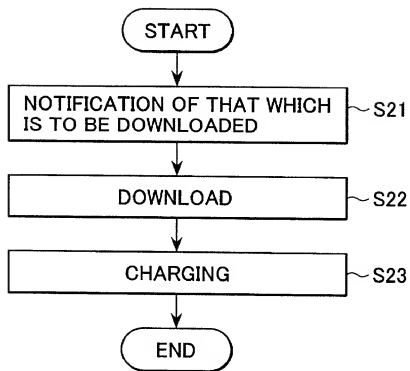 START
NOTIFICATION OF THAT WHICH
IS TO BE DOWNLOADED
S21
DOWNLOAD
S22
CHARGING
S23
END